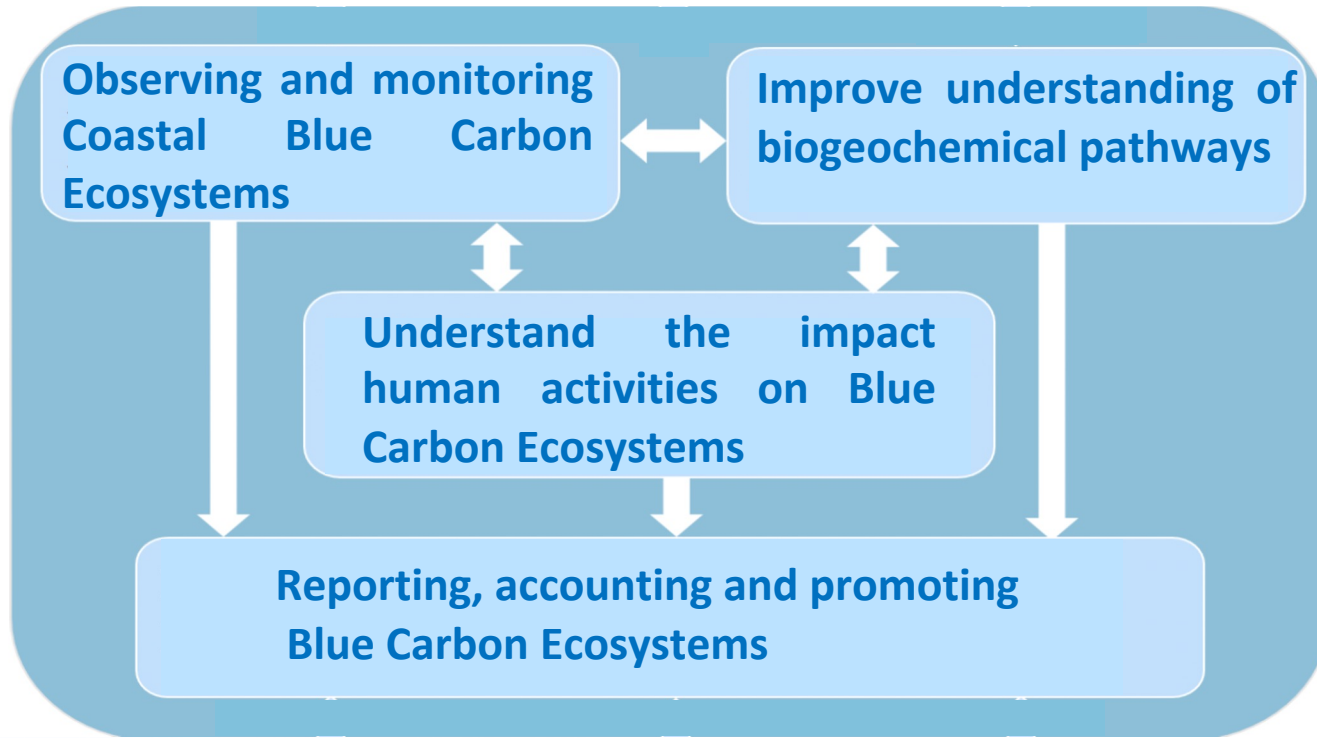 Observing and monitoring
Coastal Blue Carbon
Ecosystems
Improve understanding of
biogeochemical pathways
Understand the impact
human activities on Blue
Carbon Ecosystems
Reporting, accounting and promoting
Blue Carbon Ecosystems